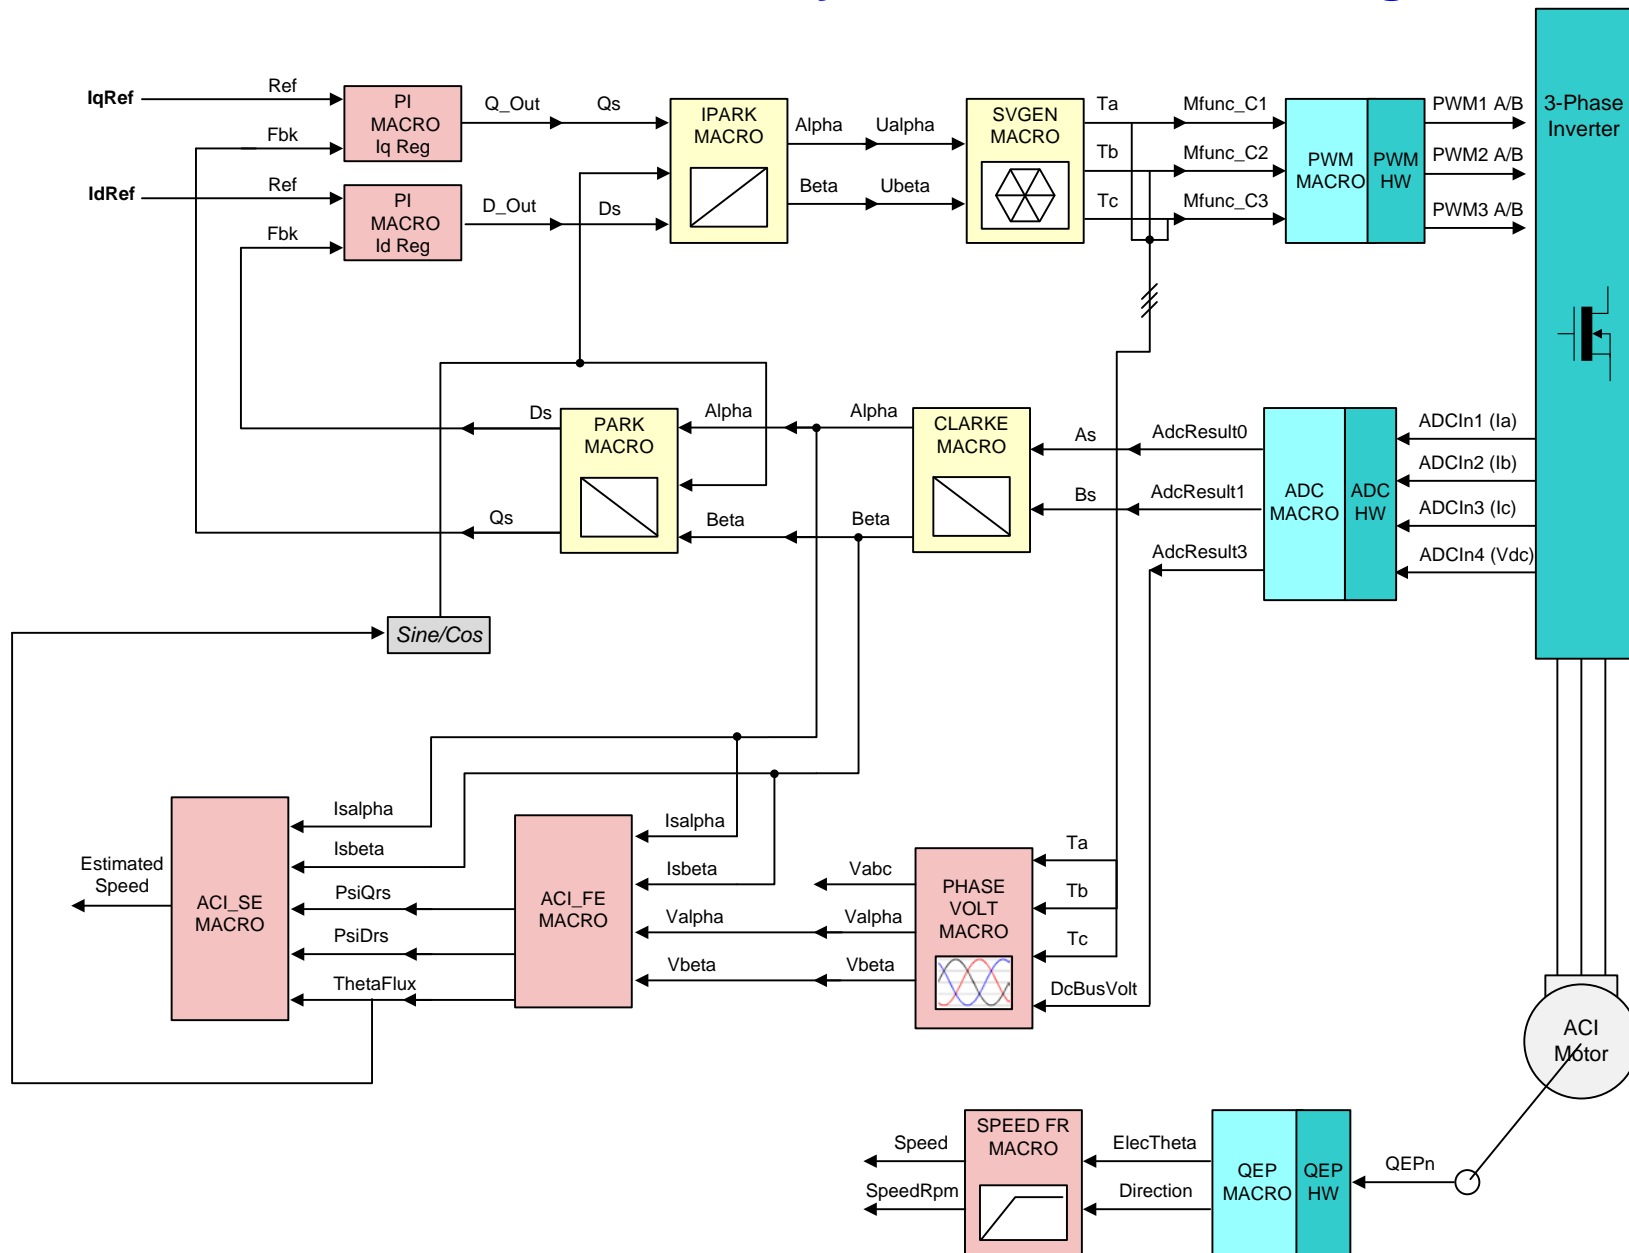 IqRef
Ref
Fbk
PI
MACRO
Iq Reg
Q_Out
Qs
IdRef
Ref
Fbk
PI
MACRO
Id Reg
D_Out
Ds
IPARK
MACRO
Alpha
Ualpha
Beta
Ubeta
SVGEN
MACRO
Ta
Mfunc_C1
Tb
Mfunc_C2
Tc
Mfunc_C3
PWM
MACRO
PWM
HW
PWM1 A/B
PWM2 A/B
PWM3 A/B
3-Phase
Inverter
Ds
Qs
PARK
MACRO
Alpha
Alpha
Beta
Beta
CLARKE
MACRO
As
AdcResult0
Bs
AdcResult1
AdcResult3
ADC
MACRO
ADC
HW
ADCIn1 (Ia)
ADCIn2 (Ib)
ADCIn3 (Ic)
ADCIn4 (Vdc)
Sine/Cos
Estimated
Speed
ACI_SE
MACRO
Isalpha
Isbeta
PsiQrs
PsiDrs
ThetaFlux
ACI_FE
MACRO
Isalpha
Isbeta
Valpha
Vbeta
Vabc
Valpha
Vbeta
PHASE
VOLT
MACRO
Ta
Tb
Tc
DcBusVolt
ACI
Motor
Speed
SpeedRpm
SPEED FR
MACRO
ElecTheta
Direction
QEP
MACRO
QEP
HW
QEPn